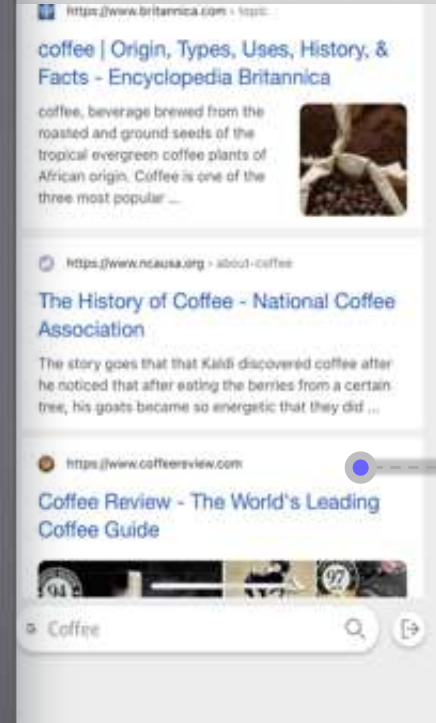 https://www.britannica.com › topic
coffee | Origin, Types, Uses, History, &
Facts - Encyclopedia Britannica
coffee, beverage brewed from the
roasted and ground seeds of the
tropical evergreen coffee plants of
African origin. Coffee is one of the
three most popular ...
https://www.ncausa.org › about-coffee
The History of Coffee - National Coffee
Association
The story goes that that Kaldi discovered coffee after
he noticed that after eating the berries from a certain
tree, his goats became so energetic that they did ...
https://www.coffeereview.com
Coffee Review - The World's Leading
Coffee Guide
94
97
G Coffee